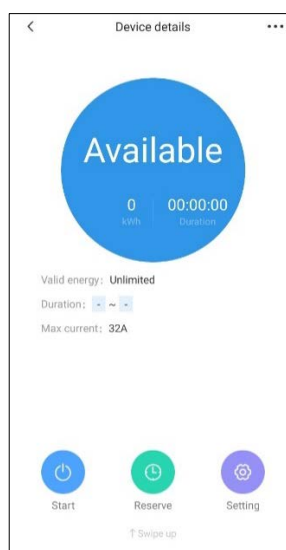 Device details
Available
0 00:00:00
kWh Duration
Valid energy: Unlimited
Duration: - ~ -
Max current: 32A
Start Reserve Setting
↑ Swipe up